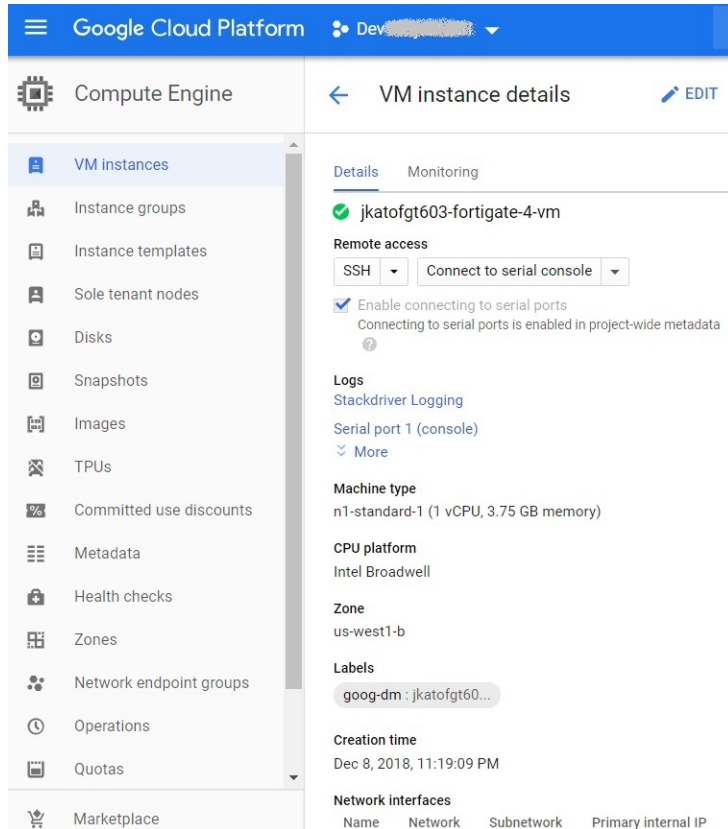 Google Cloud Platform
Dev
Compute Engine
VM instance details
EDIT
VM instances
Instance groups
Instance templates
Sole tenant nodes
Disks
Snapshots
Images
TPUs
Committed use discounts
Metadata
Health checks
Zones
Network endpoint groups
Operations
Quotas
Marketplace
Details Monitoring
jkatofgt603-fortigate-4-vm
Remote access
SSH Connect to serial console
Enable connecting to serial ports
Connecting to serial ports is enabled in project-wide metadata
Logs
Stackdriver Logging
Serial port 1 (console)
More
Machine type
n1-standard-1 (1 vCPU, 3.75 GB memory)
CPU platform
Intel Broadwell
Zone
us-west1-b
Labels
goog-dm : jkatofgt60...
Creation time
Dec 8, 2018, 11:19:09 PM
Network interfaces
Name Network Subnetwork Primary internal IP